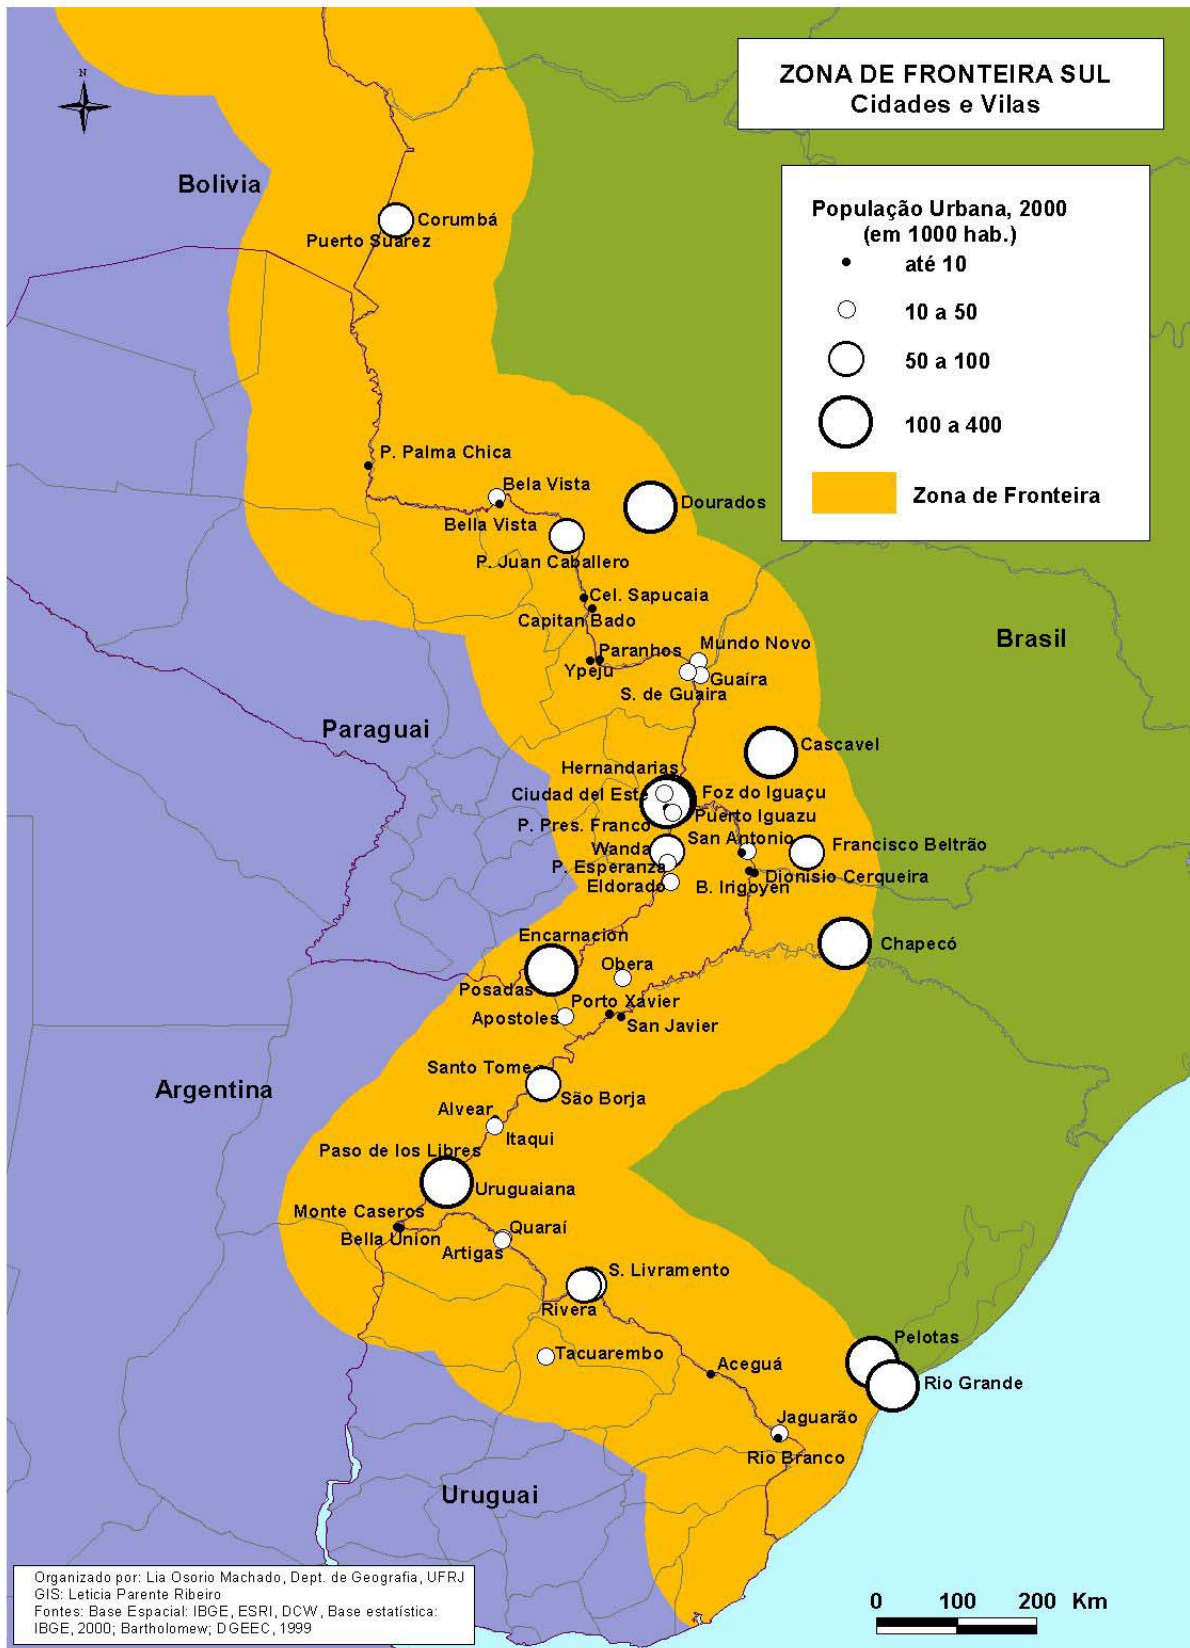 N
ZONA DE FRONTEIRA SUL
Cidades e Vilas
População Urbana, 2000
(em 1000 hab.)
até 10
10 a 50
50 a 100
100 a 400
Zona de Fronteira
Bolivia
Corumbá
Puerto Suárez
P. Palma Chica
Bela Vista
Bella Vista
Dourados
P. Juan Caballero
Cel. Sapucaia
Capitan Bado
Brasil
Mundo Novo
Paranhos
Ypeju
Guaíra
S. de Guaira
Paraguai
Cascavel
Hernandarias
Ciudad del Este
Foz do Iguaçu
Puerto Iguazu
P. Pres. Franco
San Antonio
Wanda
Francisco Beltrão
P. Esperanza
Dionisio Cerqueira
Eldorado
B. Irigoyen
Encarnacion
Chapecó
Obera
Posadas
Porto Xavier
Apostoles
San Javier
Santo Tome
Argentina
São Borja
Alvear
Itaqui
Paso de los Libres
Uruguaiana
Monte Caseros
Quaraí
Bella Union
Artigas
S. Livramento
Rivera
Pelotas
Tacuarembo
Aceguá
Rio Grande
Jaguarão
Rio Branco
Uruguai
Organizado por: Lia Osorio Machado, Dept. de Geografia, UFRJ
GIS: Leticia Parente Ribeiro
Fontes: Base Espacial: IBGE, ESRI, DCW, Base estatística:
IBGE, 2000; Bartholomew; DGEEC, 1999
0 100 200 Km